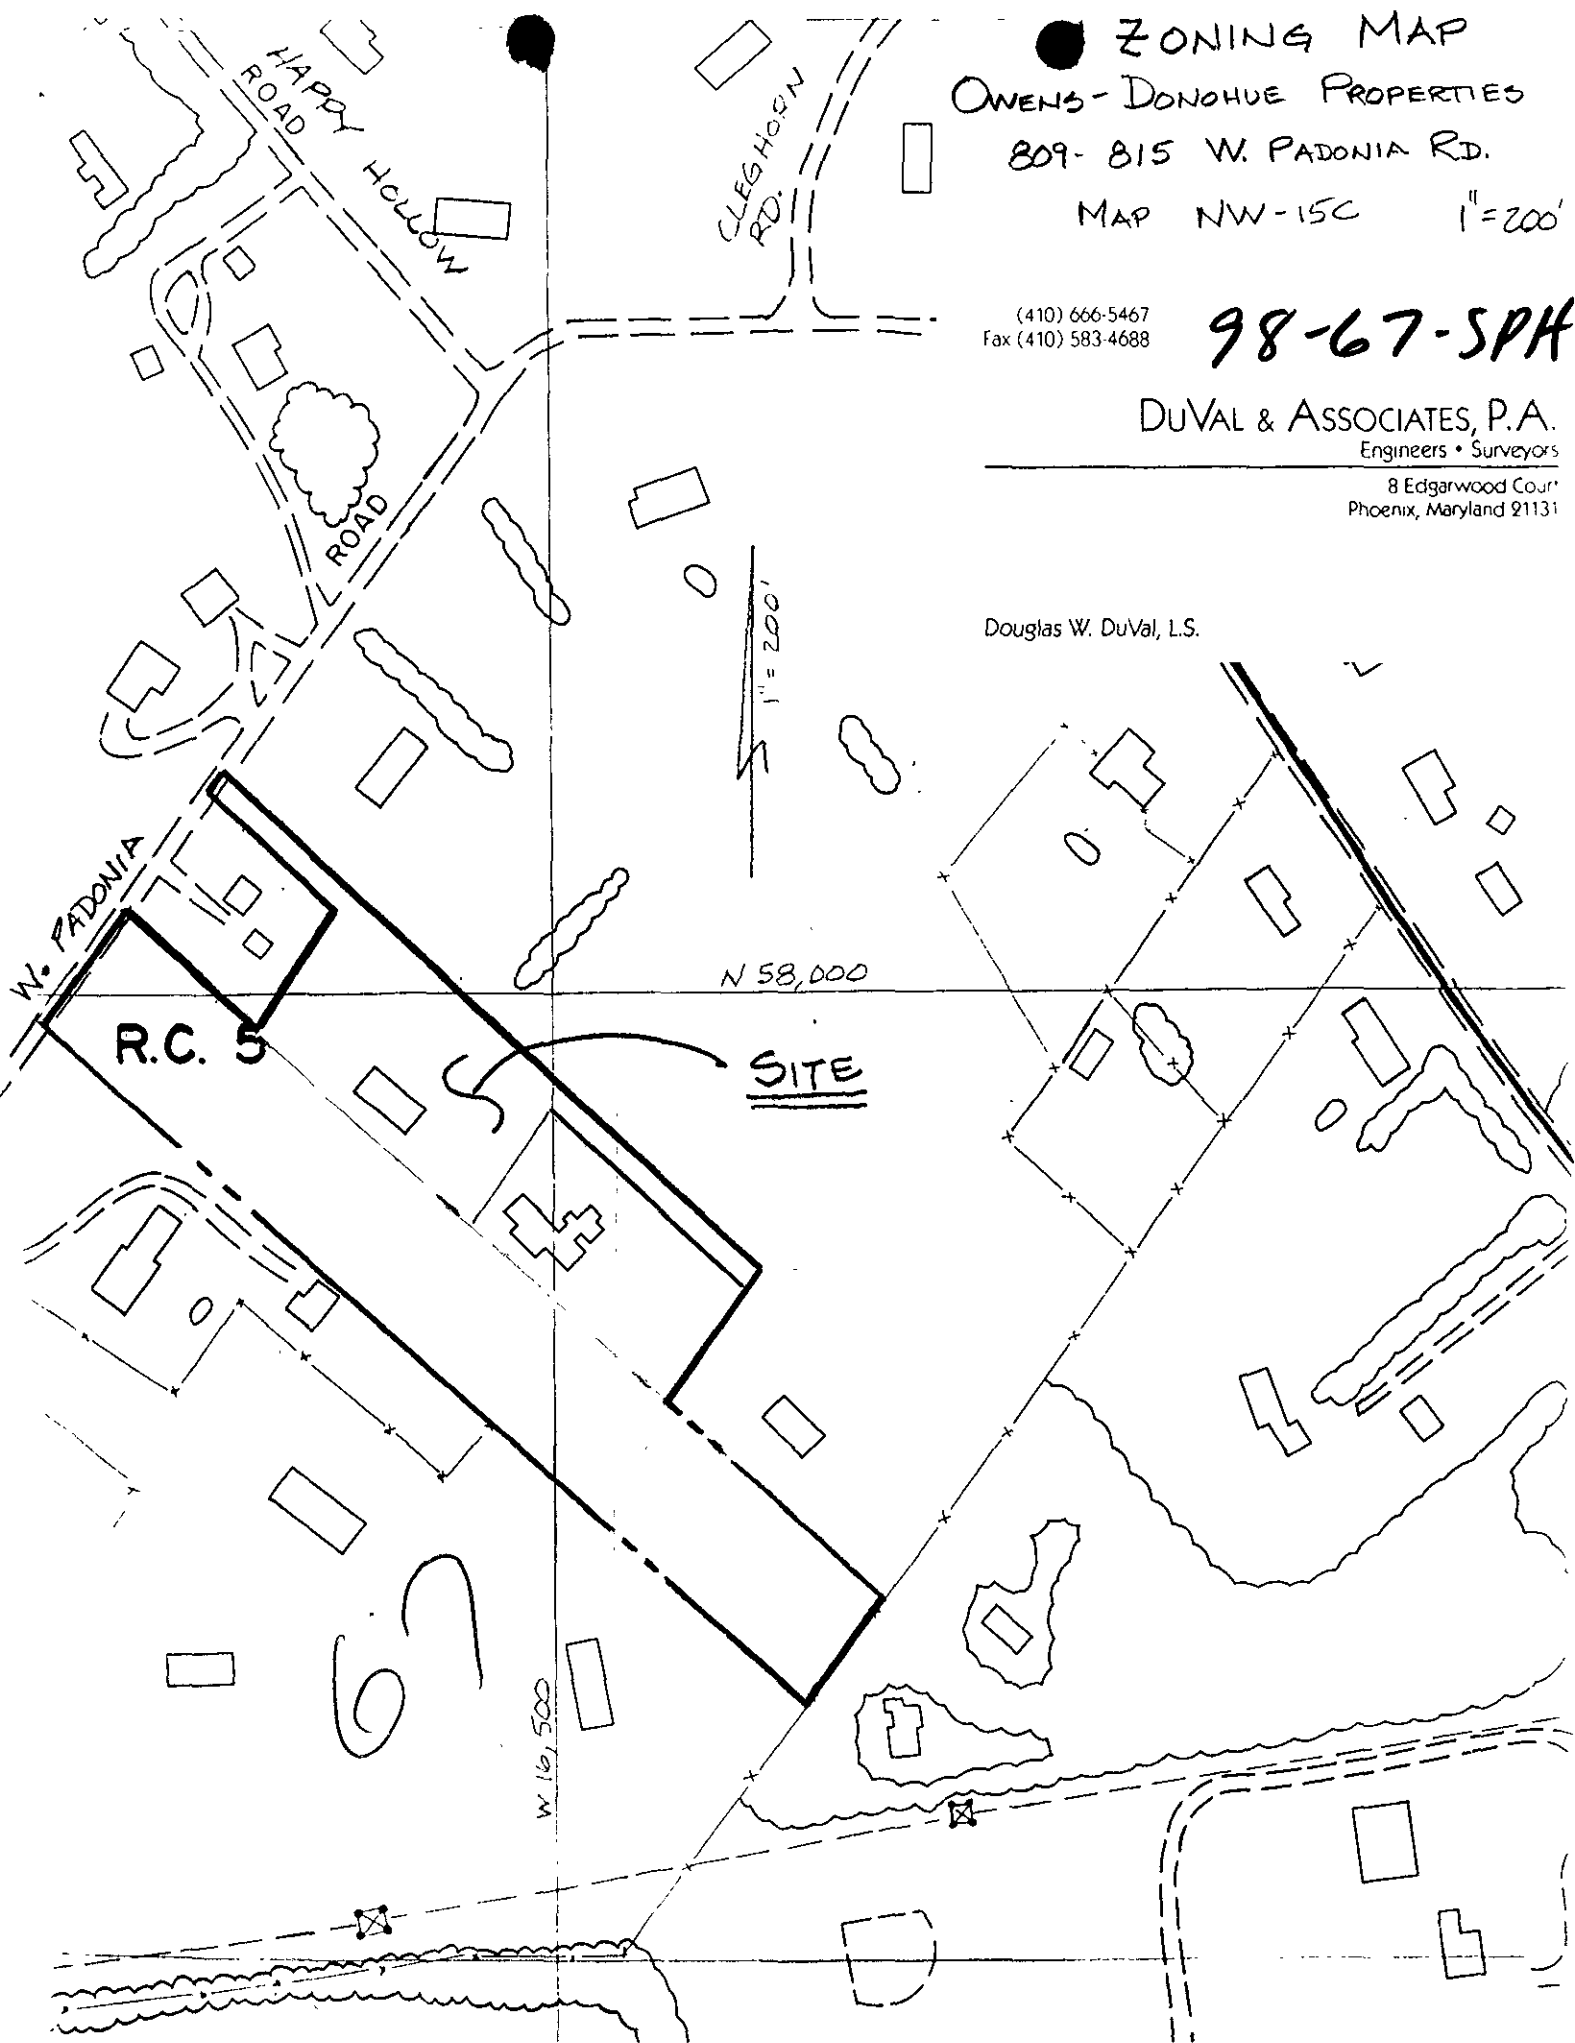 ZONING MAP
OWENS-DONOHUE PROPERTIES
809-815 W. PADONIA RD.
MAP NW-15C 1"=200'
(410) 666-5467
Fax (410) 583-4688
98-67-SPH
DUVAL & ASSOCIATES, P.A.
Engineers • Surveyors
8 Edgarwood Court
Phoenix, Maryland 21131
Douglas W. DuVal, L.S.
HAPPY HOLLOW
ROAD
CLEGHORN
RD.
ROAD
1"=200'
W. PADONIA
N 58,000
R.C. 5
SITE
67
W 16,500